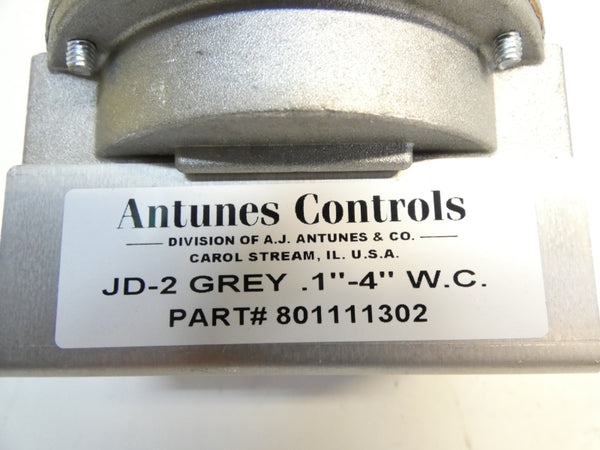 Antunes Controls
DIVISION OF A.J. ANTUNES & CO.
CAROL STREAM, IL. U.S.A.
JD-2 GREY .1"-4" W.C.
PART# 801111302